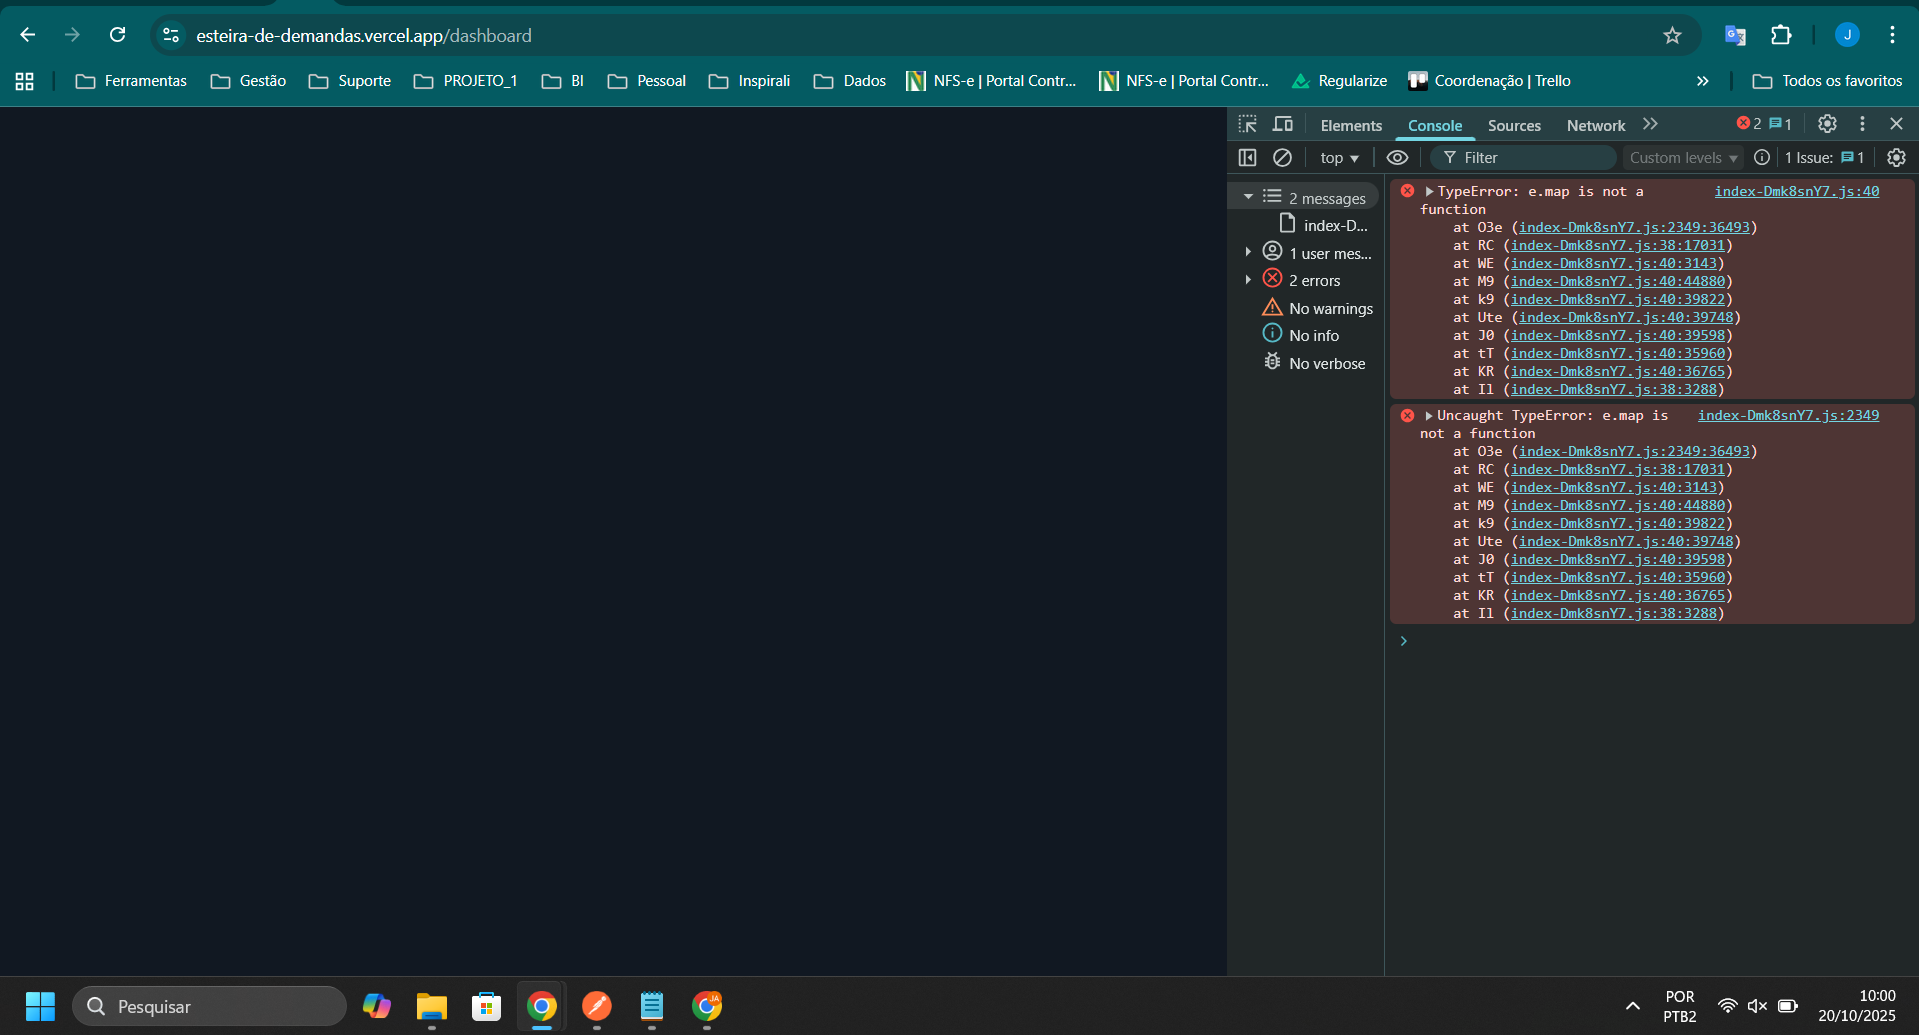 esteira-de-demandas.vercel.app/dashboard
J
Ferramentas
Gestão
Suporte
PROJETO_1
BI
Pessoal
Inspirali
Dados
NFS-e | Portal Contr...
NFS-e | Portal Contr...
Regularize
Coordenação | Trello
Todos os favoritos
Elements
Console
Sources
Network
2
1
top
Filter
Custom levels
1 Issue:
1
2 messages
index-D...
1 user mes...
2 errors
No warnings
No info
No verbose
TypeError: e.map is not a index-Dmk8snY7.js:40
function
at O3e (index-Dmk8snY7.js:2349:36493)
at RC (index-Dmk8snY7.js:38:17031)
at WE (index-Dmk8snY7.js:40:3143)
at M9 (index-Dmk8snY7.js:40:44880)
at k9 (index-Dmk8snY7.js:40:39822)
at Ute (index-Dmk8snY7.js:40:39748)
at J0 (index-Dmk8snY7.js:40:39598)
at tT (index-Dmk8snY7.js:40:35960)
at KR (index-Dmk8snY7.js:40:36765)
at Il (index-Dmk8snY7.js:38:3288)
Uncaught TypeError: e.map is index-Dmk8snY7.js:2349
not a function
at O3e (index-Dmk8snY7.js:2349:36493)
at RC (index-Dmk8snY7.js:38:17031)
at WE (index-Dmk8snY7.js:40:3143)
at M9 (index-Dmk8snY7.js:40:44880)
at k9 (index-Dmk8snY7.js:40:39822)
at Ute (index-Dmk8snY7.js:40:39748)
at J0 (index-Dmk8snY7.js:40:39598)
at tT (index-Dmk8snY7.js:40:35960)
at KR (index-Dmk8snY7.js:40:36765)
at Il (index-Dmk8snY7.js:38:3288)
Pesquisar
JA
POR
PTB2
10:00
20/10/2025